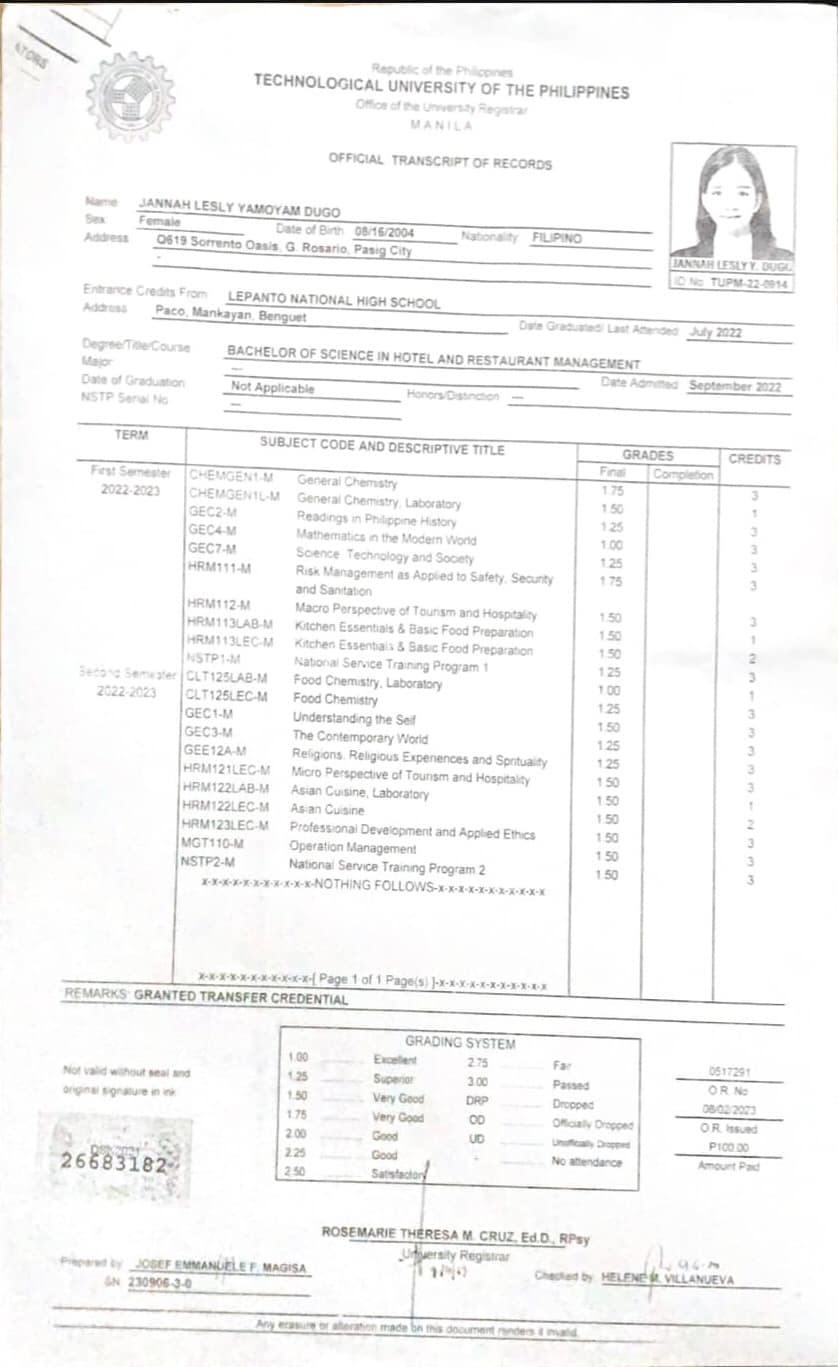 ATORS
Republic of the Philippines
TECHNOLOGICAL UNIVERSITY OF THE PHILIPPINES
Office of the University Registrar
MANILA
OFFICIAL TRANSCRIPT OF RECORDS
Name JANNAH LESLY YAMOYAM DUGO
Sex Female Date of Birth 08/16/2004 Nationality FILIPINO
Address Q619 Sorrento Oasis, G. Rosario, Pasig City
-
JANNAH LESLY Y. DUGO
ID No TUPM-22-0914
Entrance Credits From LEPANTO NATIONAL HIGH SCHOOL
Address Paco, Mankayan, Benguet Date Graduated/ Last Attended July 2022
Degree/Title/Course BACHELOR OF SCIENCE IN HOTEL AND RESTAURANT MANAGEMENT
Major — Date Admitted September 2022
Date of Graduation Not Applicable Honors/Distinction —
NSTP Serial No —
TERM SUBJECT CODE AND DESCRIPTIVE TITLE GRADES CREDITS
Final Completion
First Semester CHEMGEN1-M General Chemistry 1.75 3
2022-2023 CHEMGEN1L-M General Chemistry, Laboratory 1.50 1
GEC2-M Readings in Philippine History 1.25 3
GEC4-M Mathematics in the Modern World 1.00 3
GEC7-M Science, Technology and Society 1.25 3
HRM111-M Risk Management as Applied to Safety, Security 1.75 3
and Sanitation
HRM112-M Macro Perspective of Tourism and Hospitality 1.50 3
HRM113LAB-M Kitchen Essentials & Basic Food Preparation 1.50 1
HRM113LEC-M Kitchen Essentials & Basic Food Preparation 1.50 2
NSTP1-M National Service Training Program 1 1.25 3
Second Semester CLT125LAB-M Food Chemistry, Laboratory 1.00 1
2022-2023 CLT125LEC-M Food Chemistry 1.25 3
GEC1-M Understanding the Self 1.50 3
GEC3-M The Contemporary World 1.25 3
GEE12A-M Religions, Religious Experiences and Sprituality 1.25 3
HRM121LEC-M Micro Perspective of Tourism and Hospitality 1.50 3
HRM122LAB-M Asian Cuisine, Laboratory 1.50 1
HRM122LEC-M Asian Cuisine 1.50 2
HRM123LEC-M Professional Development and Applied Ethics 1.50 3
MGT110-M Operation Management 1.50 3
NSTP2-M National Service Training Program 2 1.50 3
x-x-x-x-x-x-x-x-x-x-x-NOTHING FOLLOWS-x-x-x-x-x-x-x-x-x-x-x
x-x-x-x-x-x-x-x-x-x-x-[ Page 1 of 1 Page(s) ]-x-x-x-x-x-x-x-x-x-x-x
REMARKS: GRANTED TRANSFER CREDENTIAL
GRADING SYSTEM
1.00 Excellent 2.75 Fair
1.25 Superior 3.00 Passed
1.50 Very Good DRP Dropped
1.75 Very Good OD Officially Dropped
2.00 Good UD Unofficially Dropped
2.25 Good - No attendance
2.50 Satisfactory
Not valid without seal and
original signature in ink.
26683182
0517291
O.R. No
08/02/2023
O.R. Issued
P100.00
Amount Paid
ROSEMARIE THERESA M. CRUZ, Ed.D., RPsy
University Registrar
Prepared by JOSEF EMMANUELE F. MAGISA
SN 230906-3-0
Checked by HELENE M. VILLANUEVA
Any erasure or alteration made on this document renders it invalid.